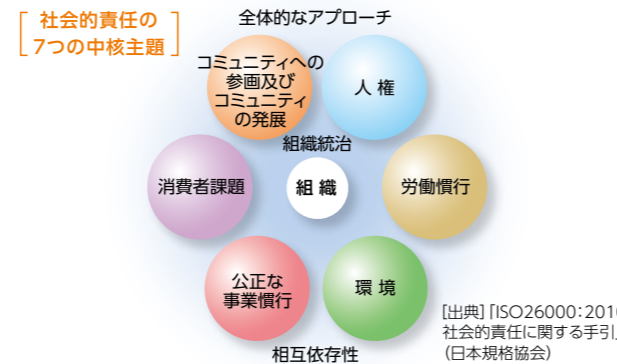 社会的責任の
7つの中核主題
全体的なアプローチ
コミュニティへの
参画及び
コミュニティ
の発展
人 権
組織統治
消費者課題
組 織
労働慣行
公正な
事業慣行
環 境
[出典]「ISO26000:201
社会的責任に関する手引
(日本規格協会)
相互依存性